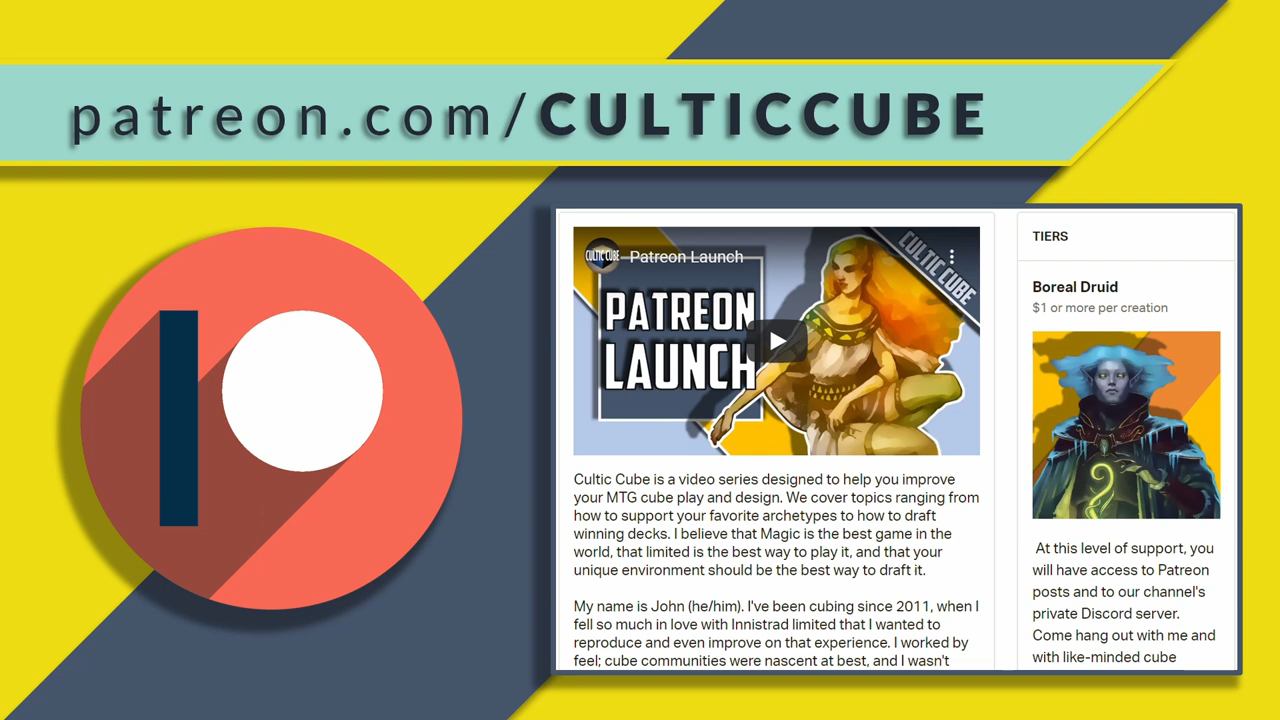 patreon.com/CULTICCUBE
CULTIC CUBE
Patreon Launch
CULTIC CUBE
PATREON
LAUNCH
Cultic Cube is a video series designed to help you improve
your MTG cube play and design. We cover topics ranging from
how to support your favorite archetypes to how to draft
winning decks. I believe that Magic is the best game in the
world, that limited is the best way to play it, and that your
unique environment should be the best way to draft it.
My name is John (he/him). I've been cubing since 2011, when I
fell so much in love with Innistrad limited that I wanted to
reproduce and even improve on that experience. I worked by
feel; cube communities were nascent at best, and I wasn't
TIERS
Boreal Druid
$1 or more per creation
At this level of support, you
will have access to Patreon
posts and to our channel's
private Discord server.
Come hang out with me and
with like-minded cube